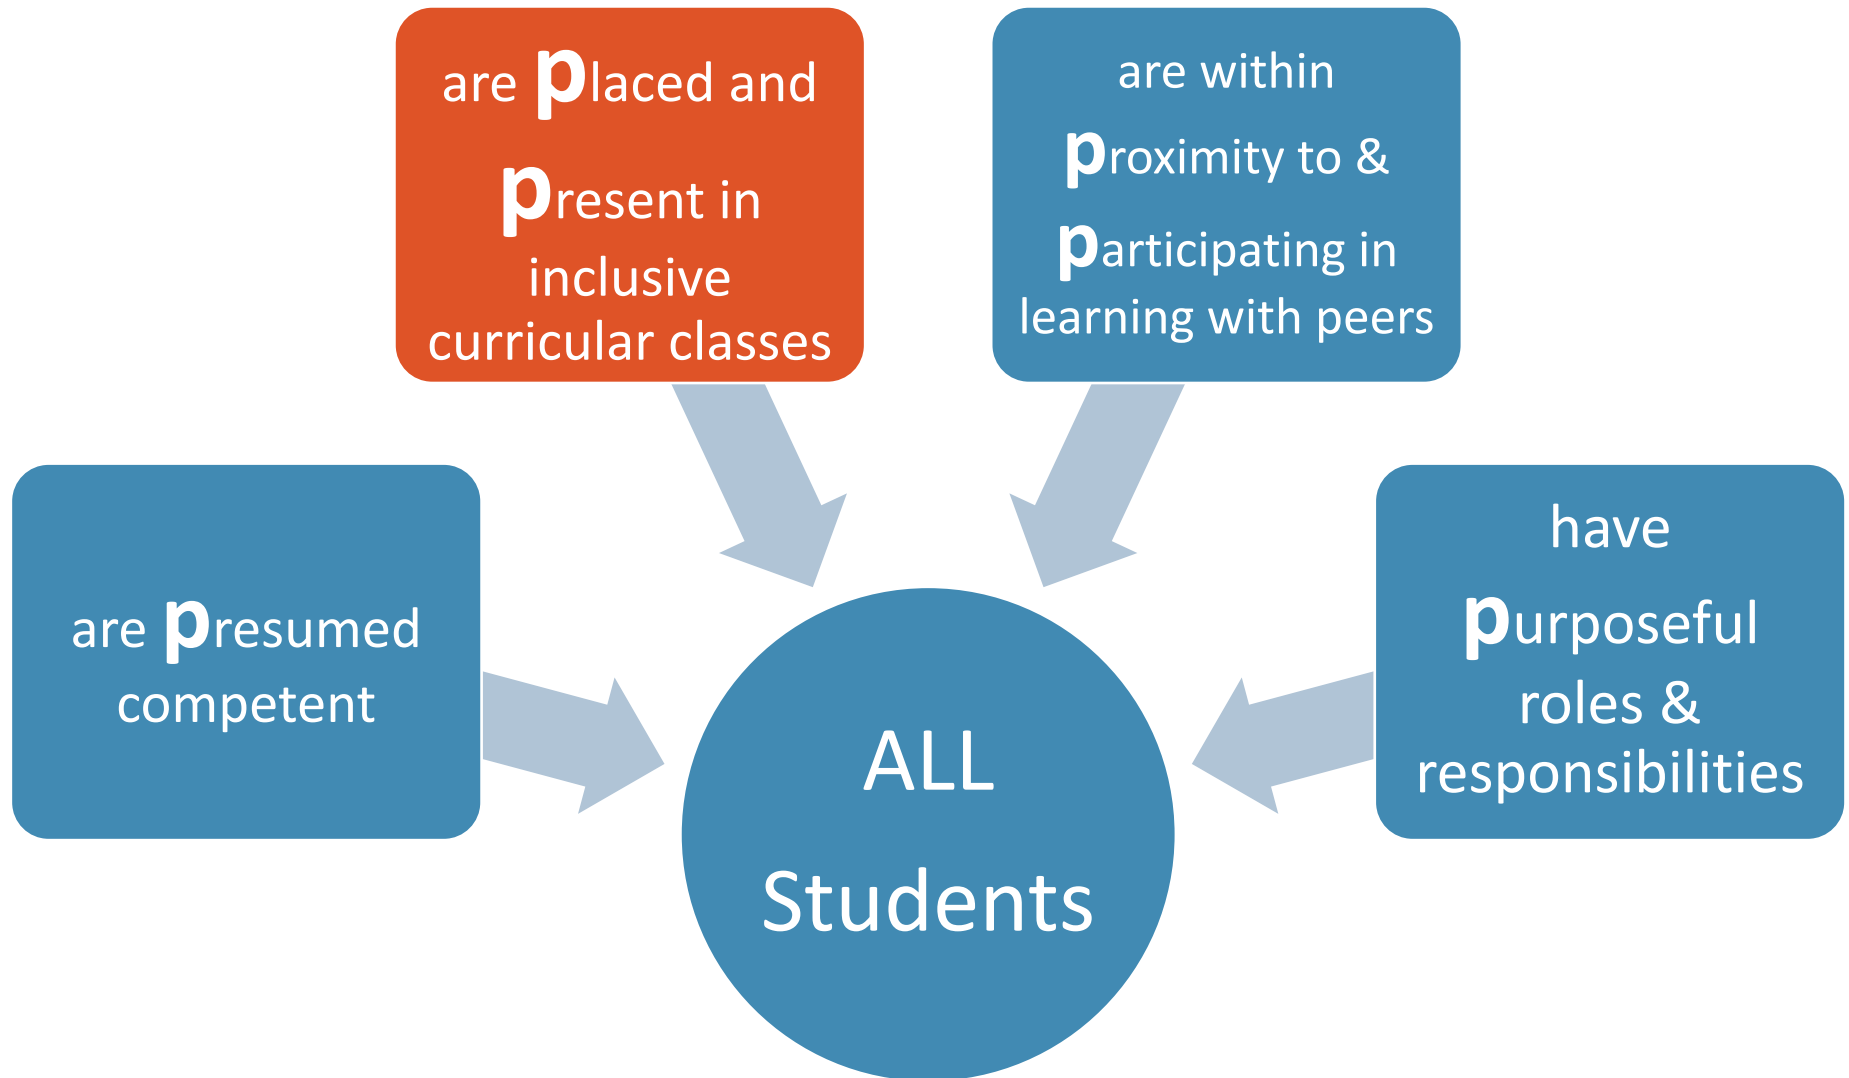 are placed and
present in
inclusive
curricular classes
are within
proximity to &
participating in
learning with peers
are presumed
competent
have
purposeful
roles &
responsibilities
ALL
Students